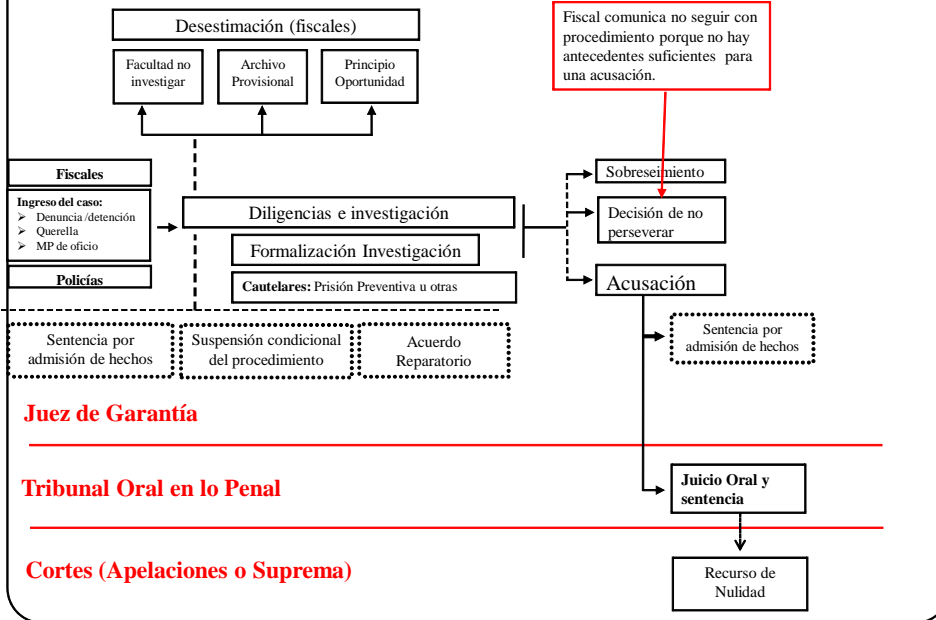 Desestimación (fiscales)
Facultad no
investigar
Archivo
Provisional
Principio
Oportunidad
Fiscal comunica no seguir con
procedimiento porque no hay
antecedentes suficientes para
una acusación.
Fiscales
Ingreso del caso:
➢ Denuncia /detención
➢ Querella
➢ MP de oficio
Policías
Diligencias e investigación
Formalización Investigación
Cautelares: Prisión Preventiva u otras
Sobreseimiento
Decisión de no
perseverar
Acusación
Sentencia por
admisión de hechos
Suspensión condicional
del procedimiento
Acuerdo
Reparatorio
Sentencia por
admisión de hechos
Juez de Garantía
Tribunal Oral en lo Penal
Juicio Oral y
sentencia
Cortes (Apelaciones o Suprema)
Recurso de
Nulidad